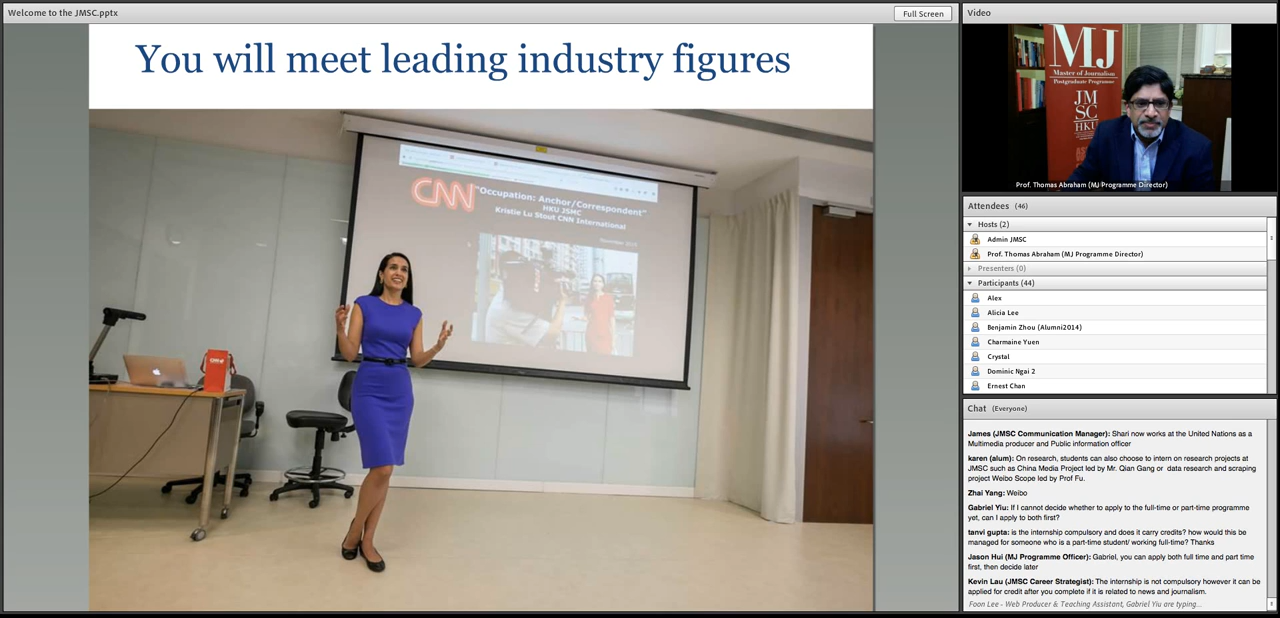 Welcome to the JMSC.pptx
Full Screen
You will meet leading industry figures
CNN
"Occupation: Anchor/Correspondent"
HKU JSMC
Kristie Lu Stout CNN International
CNN
Video
MJ
Master of Journalism
Postgraduate Programme
JM
SC
HKU
Prof. Thomas Abraham (MJ Programme Director)
Attendees (46)
Hosts (2)
Admin JMSC
Prof. Thomas Abraham (MJ Programme Director)
Presenters (0)
Participants (44)
Alex
Alicia Lee
Benjamin Zhou (Alumni2014)
Charmaine Yuen
Crystal
Dominic Ngai 2
Ernest Chan
Chat (Everyone)
James (JMSC Communication Manager): Shari now works at the United Nations as a
Multimedia producer and Public information officer
karen (alum): On research, students can also choose to intern on research projects at
JMSC such as China Media Project led by Mr. Qian Gang or data research and scraping
project Weibo Scope led by Prof Fu.
Zhai Yang: Weibo
Gabriel Yiu: If I cannot decide whether to apply to the full-time or part-time programme
yet, can I apply to both first?
tanvi gupta: is the internship compulsory and does it carry credits? how would this be
managed for someone who is a part-time student/ working full-time? Thanks
Jason Hui (MJ Programme Officer): Gabriel, you can apply both full time and part time
first, then decide later
Kevin Lau (JMSC Career Strategist): The internship is not compulsory however it can be
applied for credit after you complete if it is related to news and journalism.
Foon Lee - Web Producer & Teaching Assistant, Gabriel Yiu are typing...